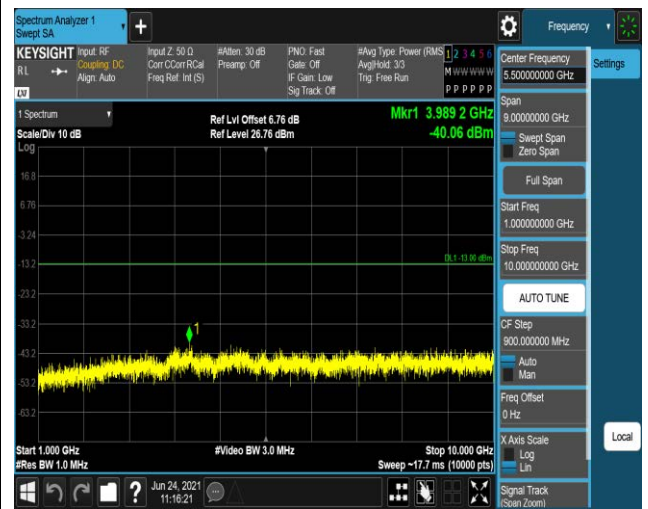 Spectrum Analyzer 1
Swept SA
Frequency
KEYSIGHT
RL
Input: RF
Coupling: DC
Align: Auto
Input Z: 50 Ω
Corr CCorr RCal
Freq Ref: Int (S)
#Atten: 30 dB
Preamp: Off
PNO: Fast
Gate: Off
IF Gain: Low
Sig Track: Off
#Avg Type: Power (RMS
Avg|Hold: 3/3
Trig: Free Run
1 2 3 4 5 6
M W W W W W
P P P P P P
Center Frequency
5.500000000 GHz
Settings
Span
9.00000000 GHz
Swept Span
Zero Span
Full Span
Start Freq
1.000000000 GHz
Stop Freq
10.000000000 GHz
AUTO TUNE
CF Step
900.000000 MHz
Auto
Man
Freq Offset
0 Hz
X Axis Scale
Log
Lin
Local
Signal Track
(Span Zoom)
1 Spectrum
Scale/Div 10 dB
Ref Lvl Offset 6.76 dB
Ref Level 26.76 dBm
Mkr1 3.989 2 GHz
-40.06 dBm
Log
16.8
6.76
-3.24
-13.2
DL1 -13.00 dBm
-23.2
-33.2
1
-43.2
-53.2
-63.2
Start 1.000 GHz
#Res BW 1.0 MHz
#Video BW 3.0 MHz
Stop 10.000 GHz
Sweep ~17.7 ms (10000 pts)
?
Jun 24, 2021
11:16:21